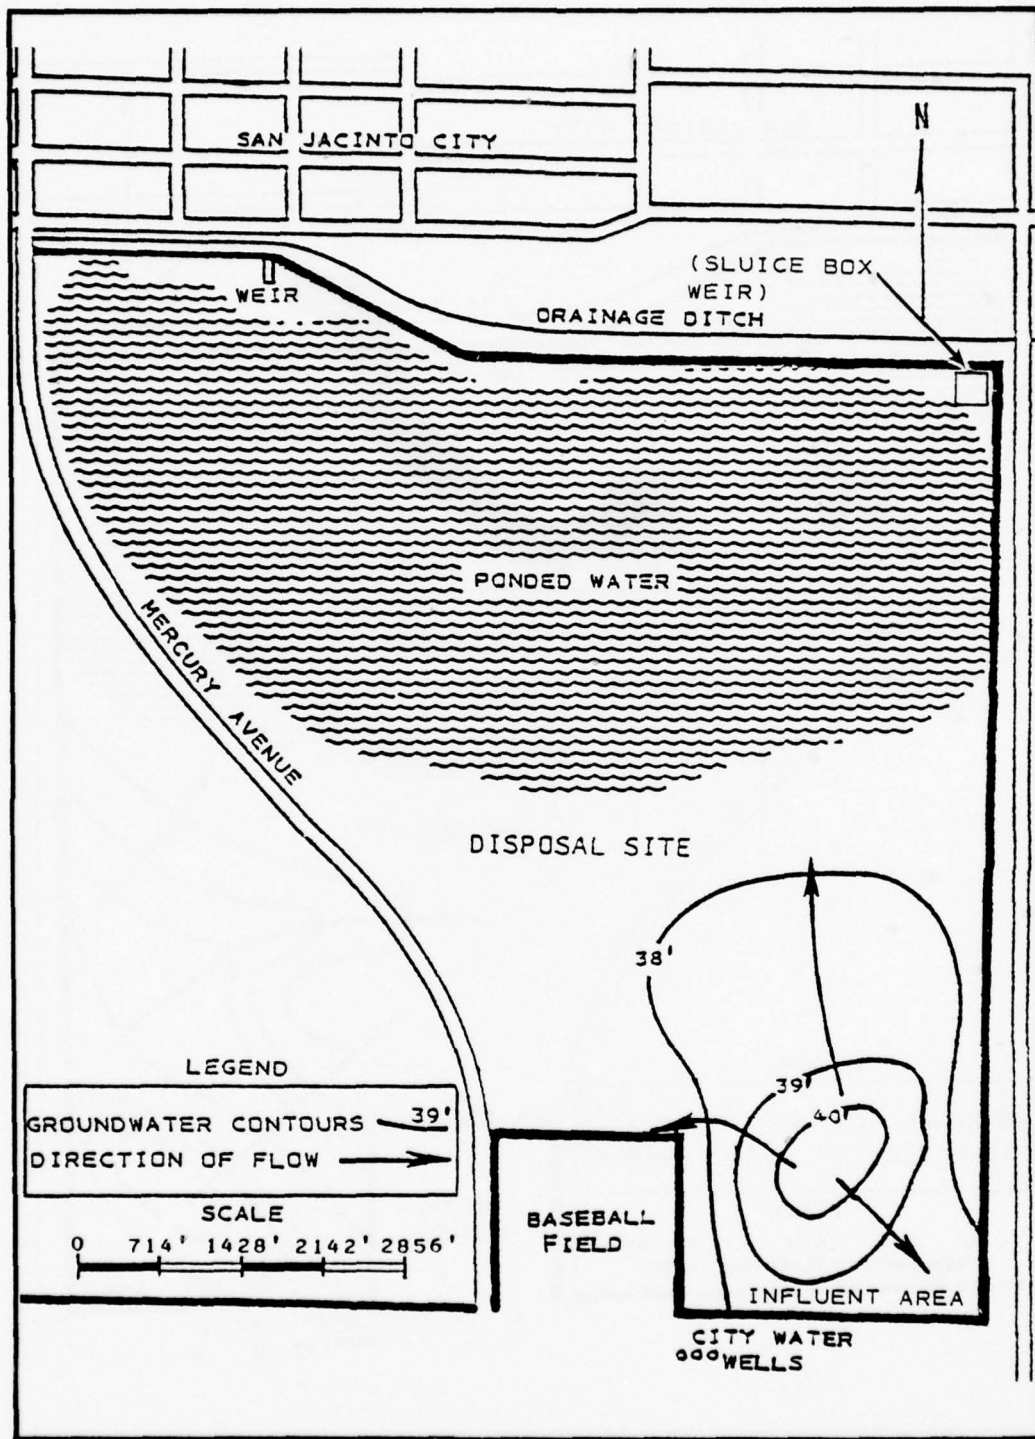 SAN JACINTO CITY
N
(SLUICE BOX
WEIR)
WEIR
DRAINAGE DITCH
PONDED WATER
MERCURY AVENUE
DISPOSAL SITE
38'
39'
40'
LEGEND
GROUNDWATER CONTOURS 39'
DIRECTION OF FLOW
SCALE
0 714' 1428' 2142' 2856'
BASEBALL
FIELD
INFLUENT AREA
CITY WATER
WELLS